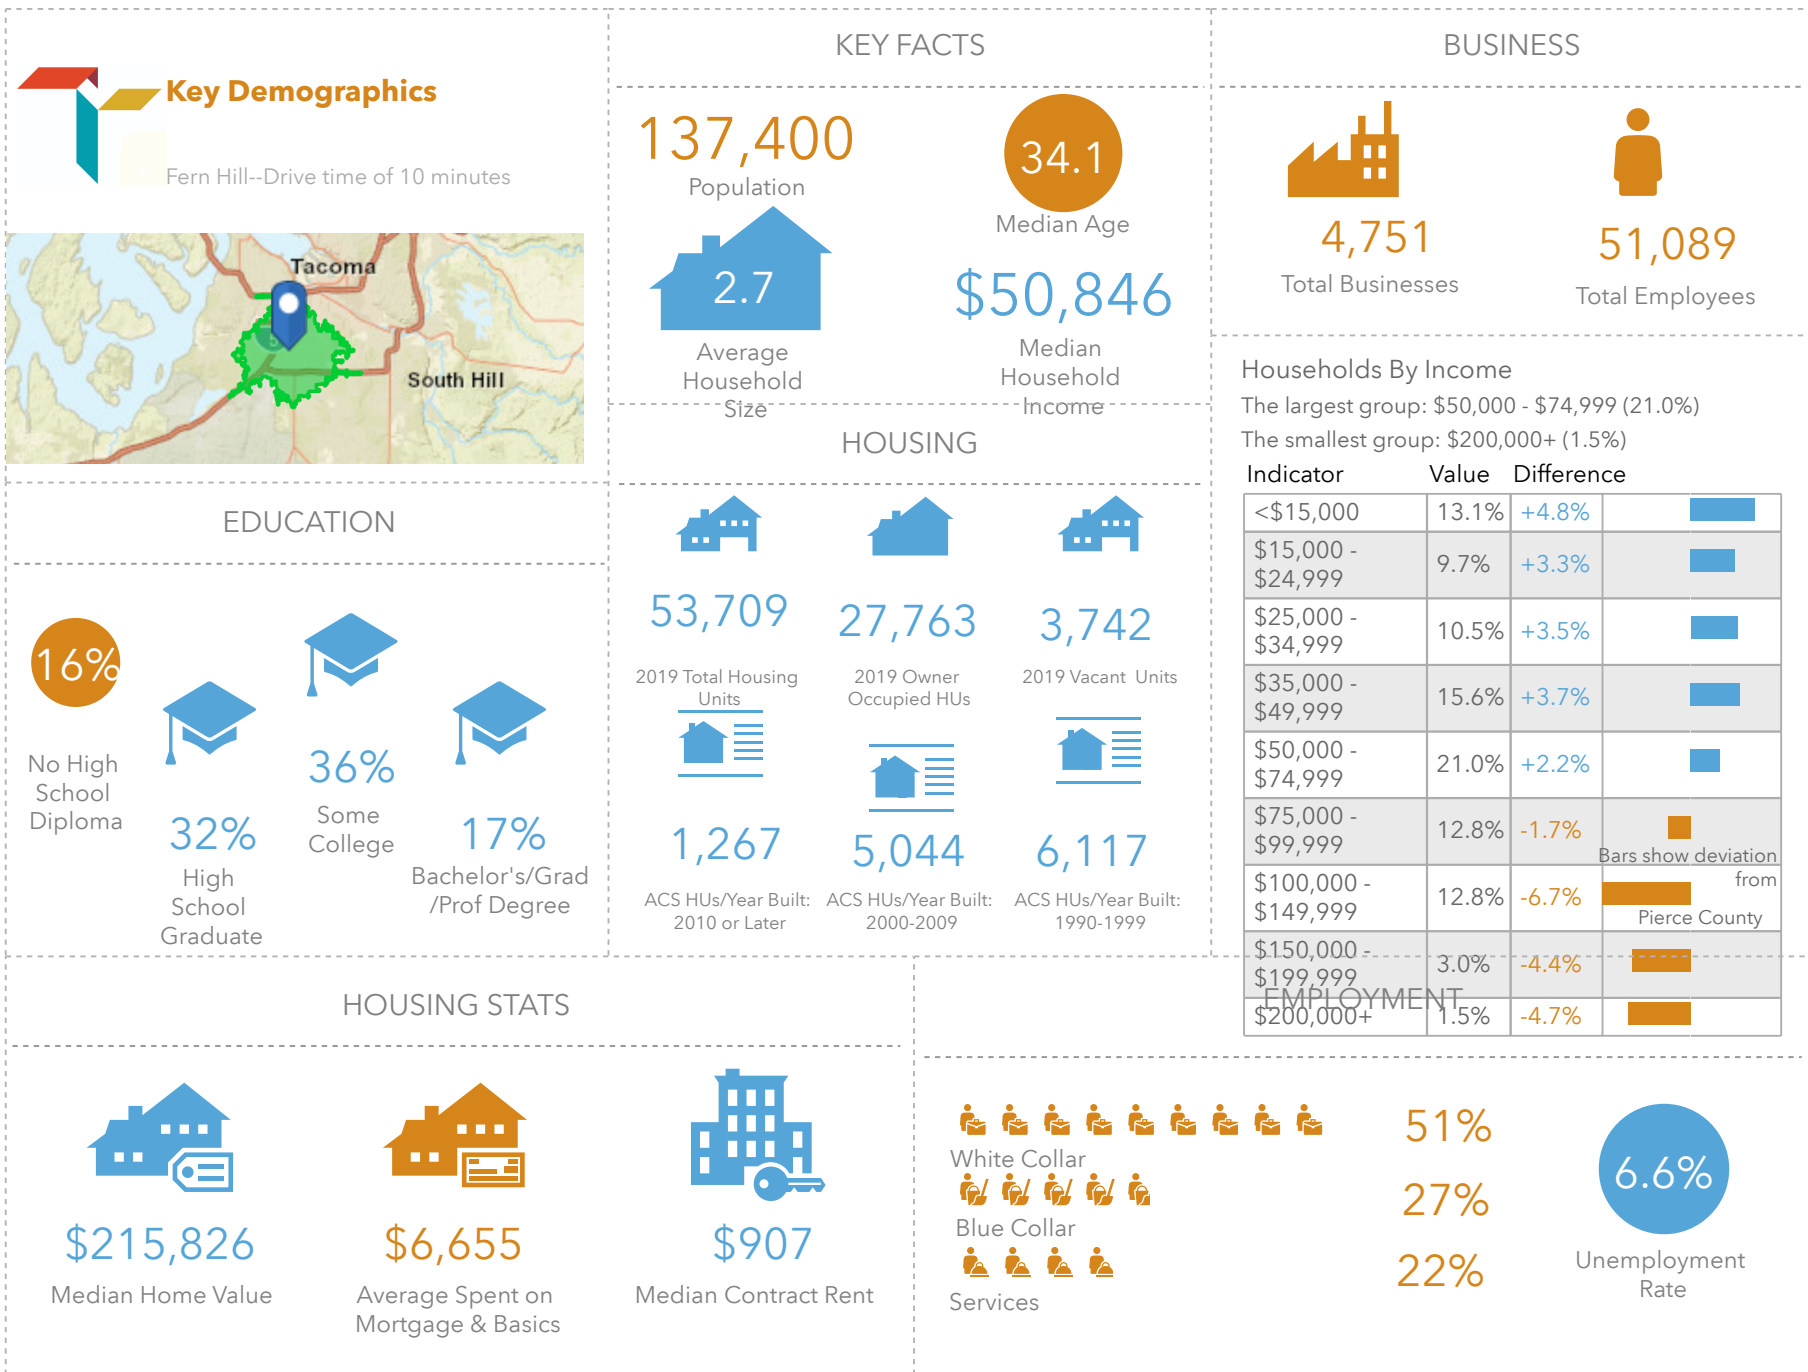 Key Demographics
Fern Hill--Drive time of 10 minutes
Tacoma
South Hill
KEY FACTS
137,400
Population
34.1
Median Age
2.7
Average
Household
Size
$50,846
Median
Household
Income
BUSINESS
4,751
Total Businesses
51,089
Total Employees
Households By Income
The largest group: $50,000 - $74,999 (21.0%)
The smallest group: $200,000+ (1.5%)
Indicator Value Difference
<$15,000 13.1% +4.8%
$15,000 -
$24,999 9.7% +3.3%
$25,000 -
$34,999 10.5% +3.5%
$35,000 -
$49,999 15.6% +3.7%
$50,000 -
$74,999 21.0% +2.2%
$75,000 -
$99,999 12.8% -1.7%
$100,000 -
$149,999 12.8% -6.7%
$150,000 -
$199,999 3.0% -4.4%
$200,000+ 1.5% -4.7%
Bars show deviation
from
Pierce County
EDUCATION
16%
No High
School
Diploma
32%
High
School
Graduate
36%
Some
College
17%
Bachelor's/Grad
/Prof Degree
HOUSING
53,709
2019 Total Housing
Units
27,763
2019 Owner
Occupied HUs
3,742
2019 Vacant Units
1,267
ACS HUs/Year Built:
2010 or Later
5,044
ACS HUs/Year Built:
2000-2009
6,117
ACS HUs/Year Built:
1990-1999
HOUSING STATS
$215,826
Median Home Value
$6,655
Average Spent on
Mortgage & Basics
$907
Median Contract Rent
EMPLOYMENT
White Collar
51%
Blue Collar
27%
Services
22%
6.6%
Unemployment
Rate